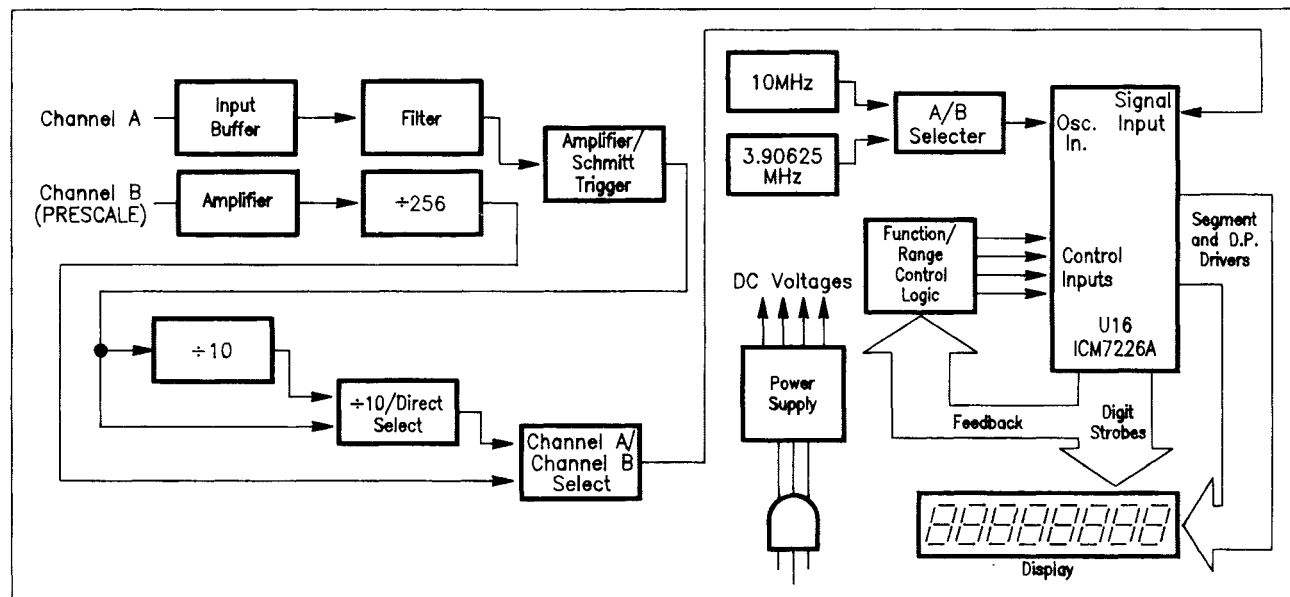 Channel A
Input
Buffer
Filter
Amplifier/
Schmitt
Trigger
Channel B
(PRESCALE)
Amplifier
÷256
÷10
÷10/Direct
Select
Channel A/
Channel B
Select
10MHz
3.90625
MHz
A/B
Selecter
Osc.
In.
Signal
Input
Function/
Range
Control
Logic
Control
Inputs
U16
ICM7226A
Segment
and D.P.
Drivers
DC Voltages
Power
Supply
Feedback
Digit
Strobes
88888888
Display